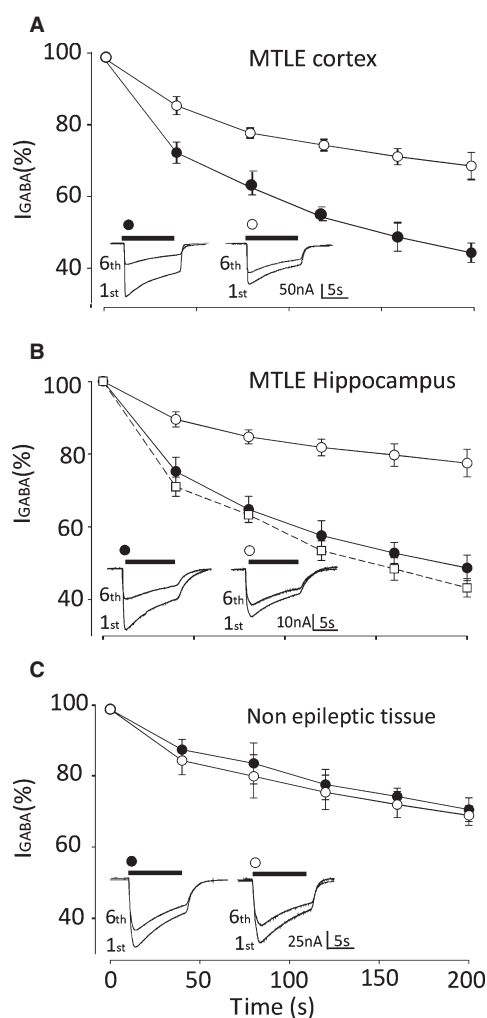 A
MTLE cortex
100
80
60
40
IGABA(%)
6th
1st
6th
1st
50nA 5s
B
MTLE Hippocampus
100
80
60
40
IGABA(%)
6th
1st
6th
1st
10nA 5s
C
Non epileptic tissue
100
80
60
40
IGABA(%)
6th
1st
6th
1st
25nA 5s
0 50 100 150 200
Time (s)